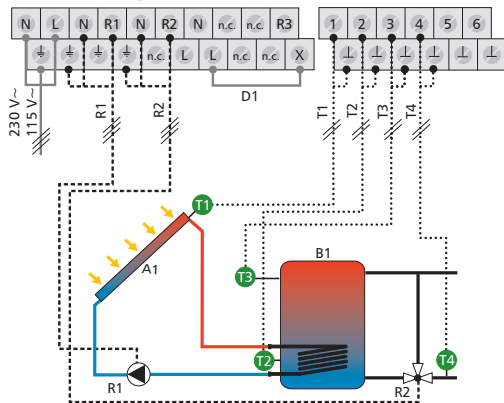 N L N R1 N R2 N n.c. n.c. R3
n.c. L L n.c. n.c. X
1 2 3 4 5 6
D1
230 V~
115 V~
R1
R2
T1
T2
T3
T4
T1
A1
B1
T3
T2
T4
R1
R2